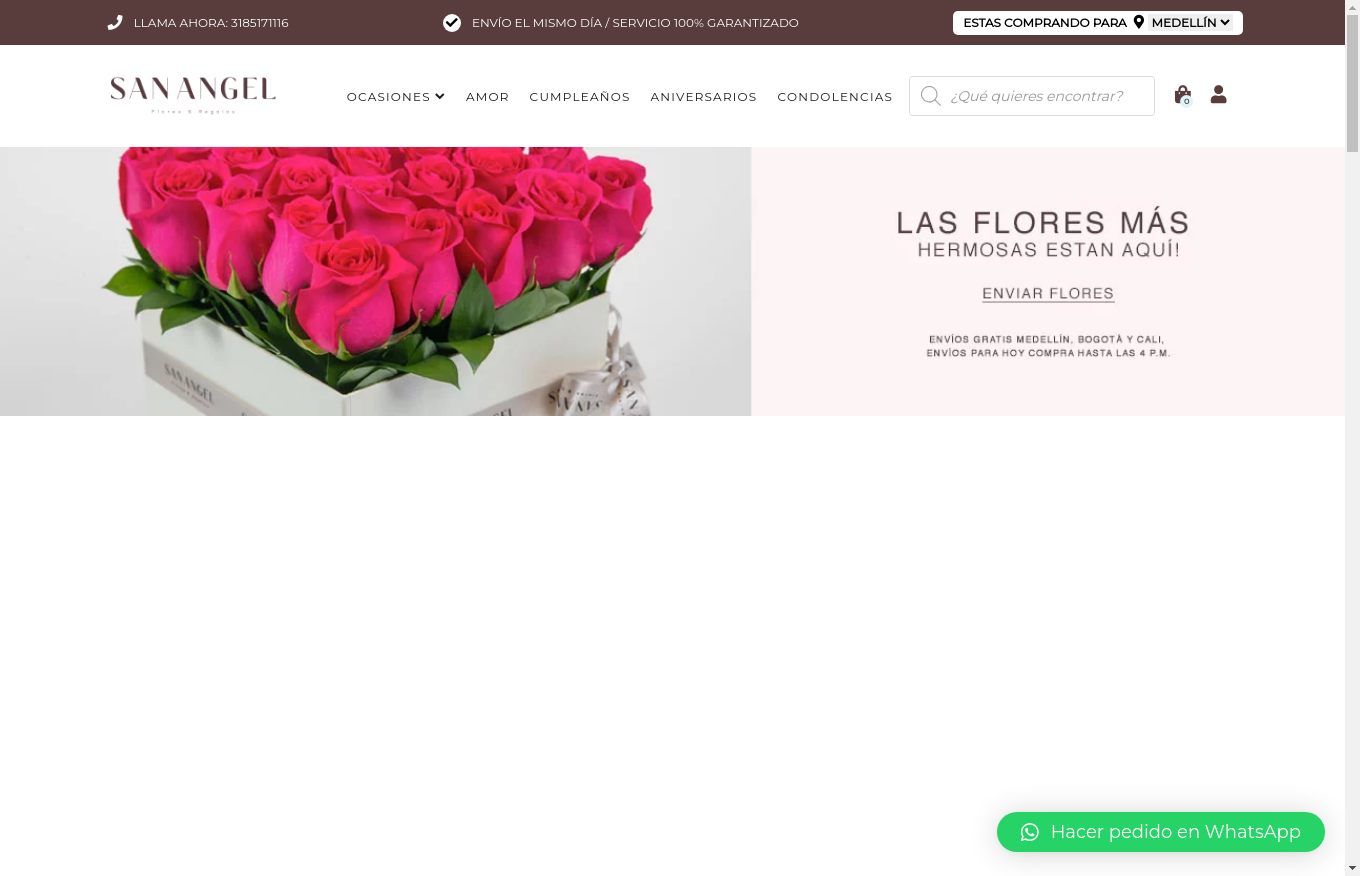 LLAMA AHORA: 3185171116
ENVÍO EL MISMO DÍA / SERVICIO 100% GARANTIZADO
ESTAS COMPRANDO PARA MEDELLÍN
SAN ANGEL
Flores & Regalos
OCASIONES
AMOR
CUMPLEAÑOS
ANIVERSARIOS
CONDOLENCIAS
¿Qué quieres encontrar?
0
LAS FLORES MÁS
HERMOSAS ESTAN AQUÍ!
ENVIAR FLORES
ENVÍOS GRATIS MEDELLÍN, BOGOTÁ Y CALI,
ENVÍOS PARA HOY COMPRA HASTA LAS 4 P.M.
SAN ANGEL
Hacer pedido en WhatsApp